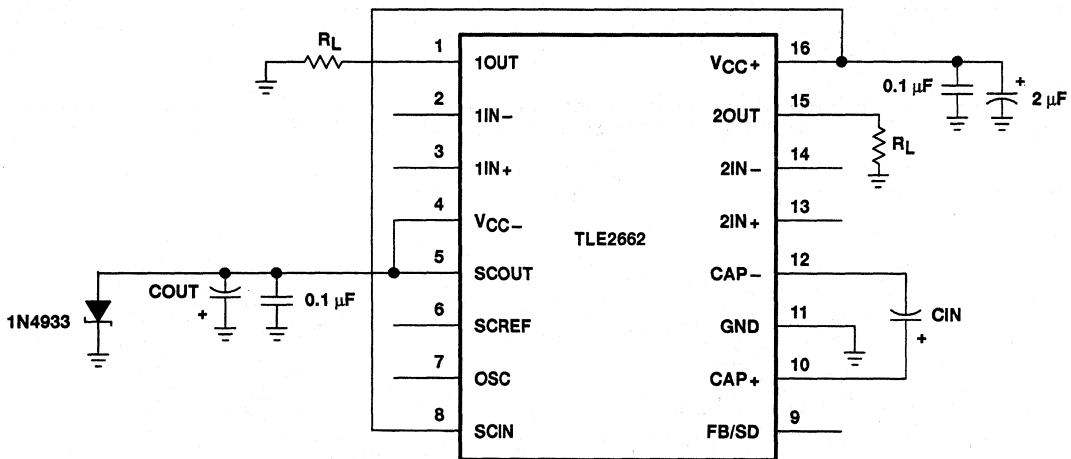 RL
1
1OUT
2
1IN-
3
1IN+
4
VCC-
5
SCOUT
6
SCREF
7
OSC
8
SCIN
TLE2662
16
VCC+
15
2OUT
14
2IN-
13
2IN+
12
CAP-
11
GND
10
CAP+
9
FB/SD
0.1 µF
+
2 µF
RL
CIN
+
COUT
+
0.1 µF
1N4933